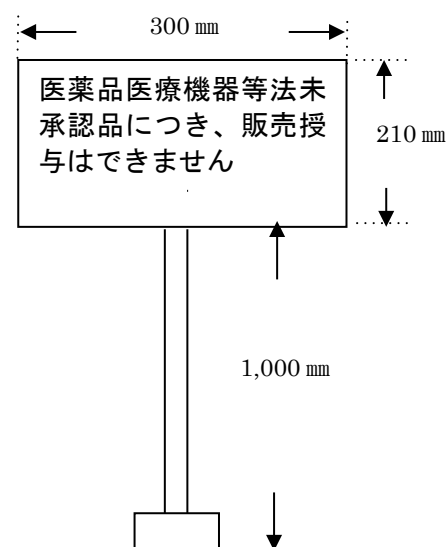 300 ㎜
医薬品医療機器等法未
承認品につき、販売授
与はできません
210 ㎜
1,000 ㎜